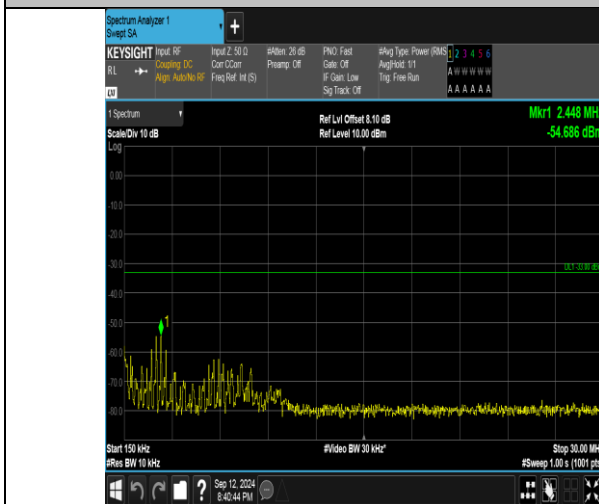 Spectrum Analyzer 1
Swept SA
+
KEYSIGHT Input: RF Input Z: 50 Ω #Atten: 26 dB PNO: Fast #Avg Type: Power (RMS 1 2 3 4 5 6
RL Coupling: DC Corr CCorr Preamp: Off Gate: Off Avg|Hold: 1/1 A W W W W W
Align: Auto/No RF Freq Ref: Int (S) IF Gain: Low Trig: Free Run
Sig Track: Off A A A A A A
1 Spectrum Ref Lvl Offset 8.10 dB Mkr1 2.448 MH
Scale/Div 10 dB Ref Level 10.00 dBm -54.686 dBn
Log
0.00
-10.0
-20.0
-30.0
DL1 -33.00 dB
-40.0
-50.0
1
-60.0
-70.0
-80.0
Start 150 kHz #Video BW 30 kHz* Stop 30.00 MH
#Res BW 10 kHz #Sweep 1.00 s (1001 pts
? Sep 12, 2024
8:40:44 PM